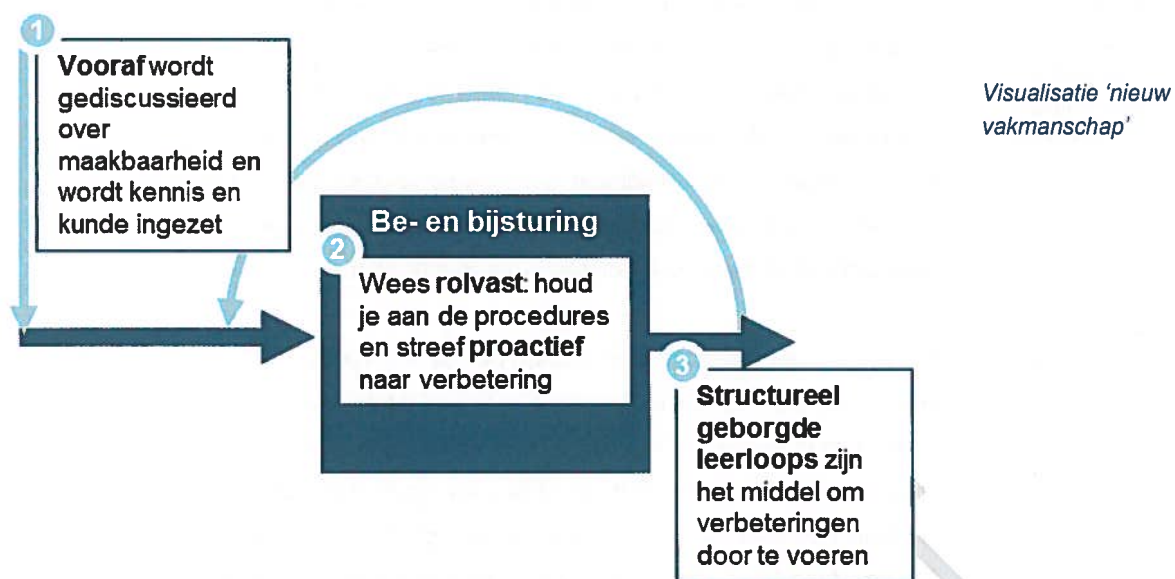 1
Vooraf wordt
gediscussieerd
over
maakbaarheid en
wordt kennis en
kunde ingezet
Visualisatie 'nieuw
vakmanschap'
Be- en bijsturing
2
Wees rolvast: houd
je aan de procedures
en streef proactief
naar verbetering
3
Structureel
geborgde
leerloops zijn
het middel om
verbeteringen
door te voeren